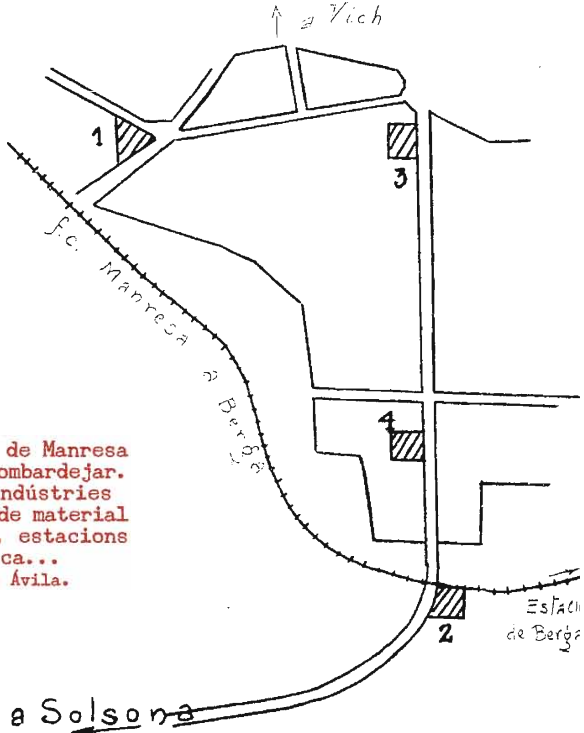 a Vich
1
3
f.c. Manresa a Berga
4
de Manresa
ombardejar.
ndústries
de material
, estacions
ca...
Ávila.
2
Estació
de Berga
a Solsona